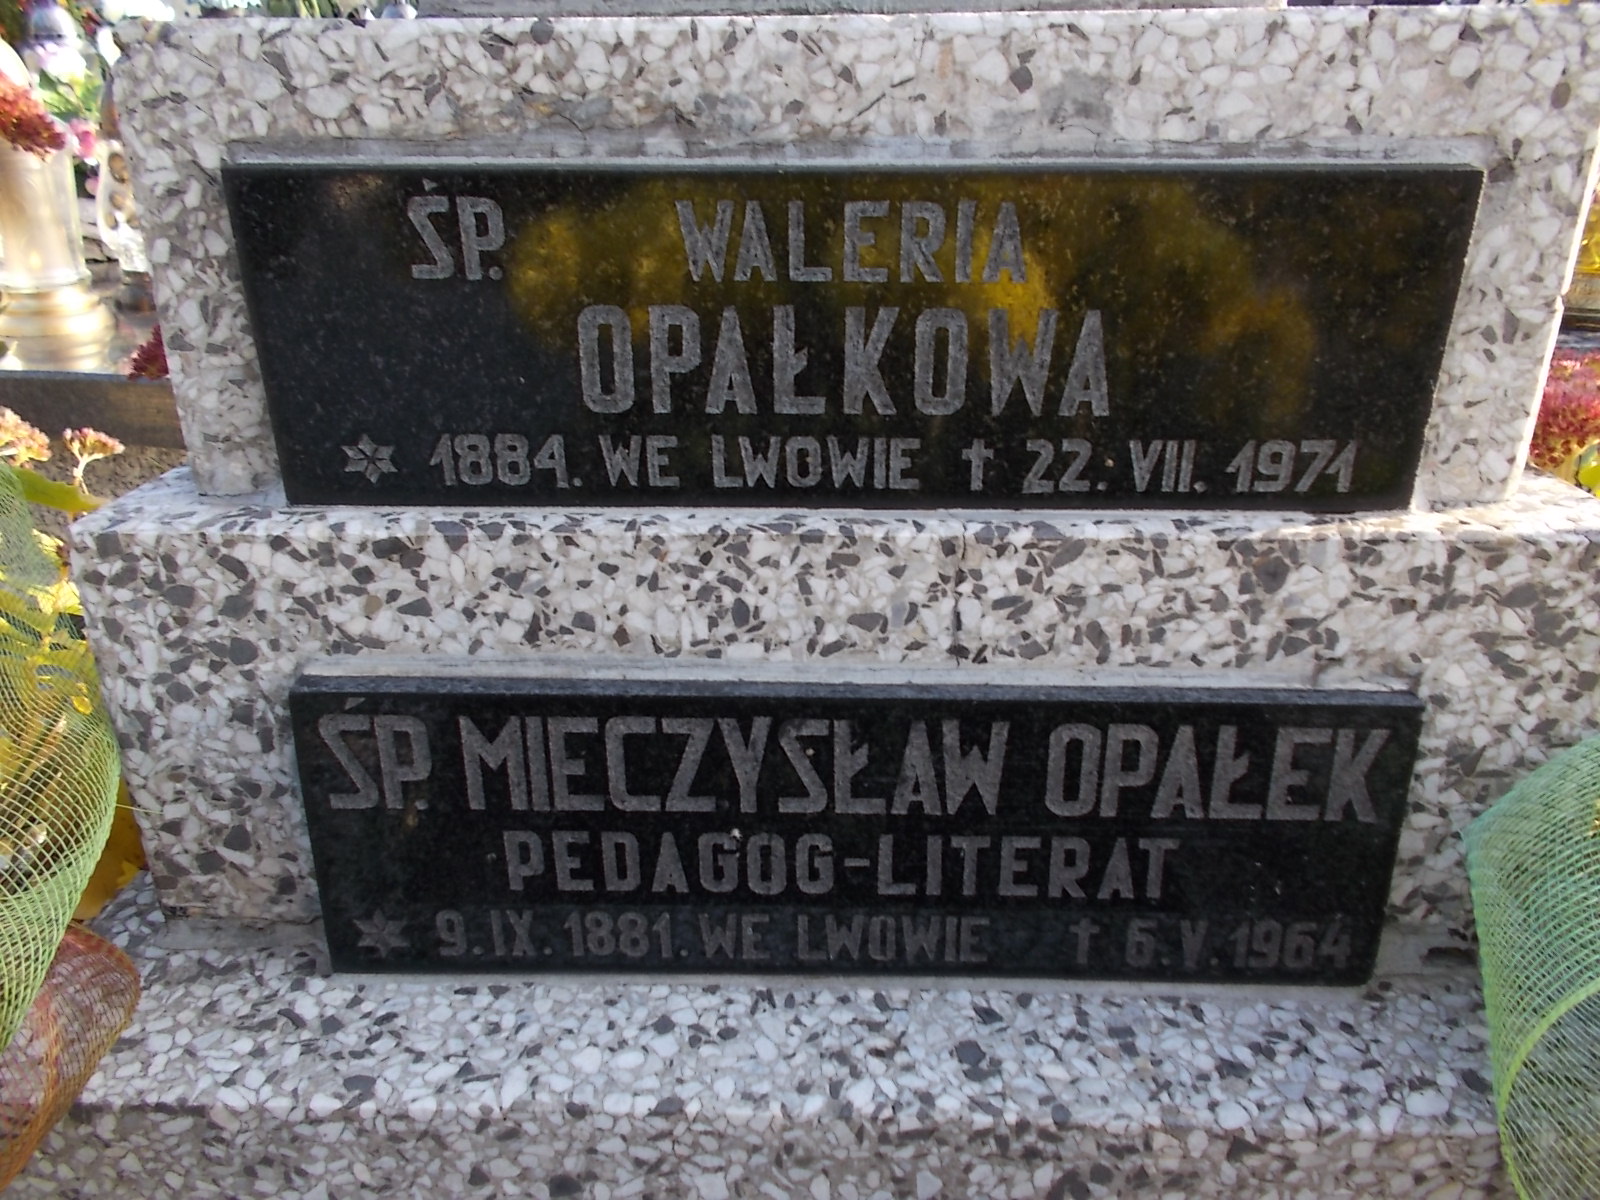 ŚP. WALERIA
OPAŁKOWA
* 1884. WE LWOWIE † 22. VII. 1971
ŚP. MIECZYSŁAW OPAŁEK
PEDAGOG-LITERAT
* 9. IX. 1881. WE LWOWIE † 6. V. 1964